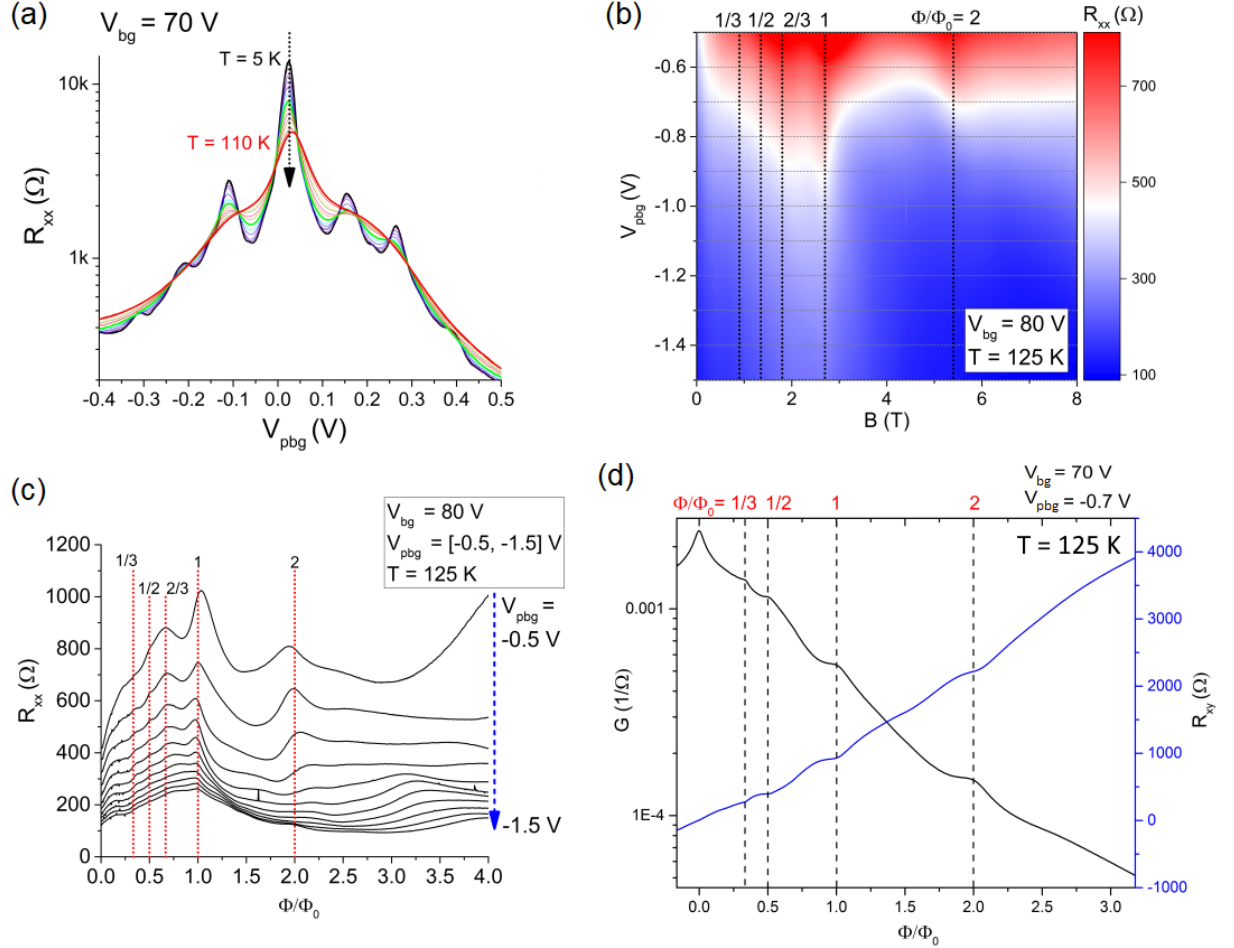 (a)
V_bg = 70 V
T = 5 K
T = 110 K
10k
1k
R_xx (Ω)
-0.4 -0.3 -0.2 -0.1 0.0 0.1 0.2 0.3 0.4 0.5
V_pbg (V)
(b)
1/3 1/2 2/3 1 Φ/Φ₀= 2
R_xx (Ω)
-0.6
-0.8
-1.0
-1.2
-1.4
V_pbg (V)
V_bg = 80 V
T = 125 K
0 2 4 6 8
B (T)
700
500
300
100
(c)
V_bg = 80 V
V_pbg = [-0.5, -1.5] V
T = 125 K
1/3
1/2
2/3
1
2
V_pbg =
-0.5 V
-1.5 V
1200
1000
800
600
400
200
0
R_xx (Ω)
0.0 0.5 1.0 1.5 2.0 2.5 3.0 3.5 4.0
Φ/Φ₀
(d)
V_bg = 70 V
V_pbg = -0.7 V
Φ/Φ₀= 1/3 1/2 1 2
T = 125 K
0.001
1E-4
G (1/Ω)
4000
3000
2000
1000
0
-1000
R_xy (Ω)
0.0 0.5 1.0 1.5 2.0 2.5 3.0
Φ/Φ₀